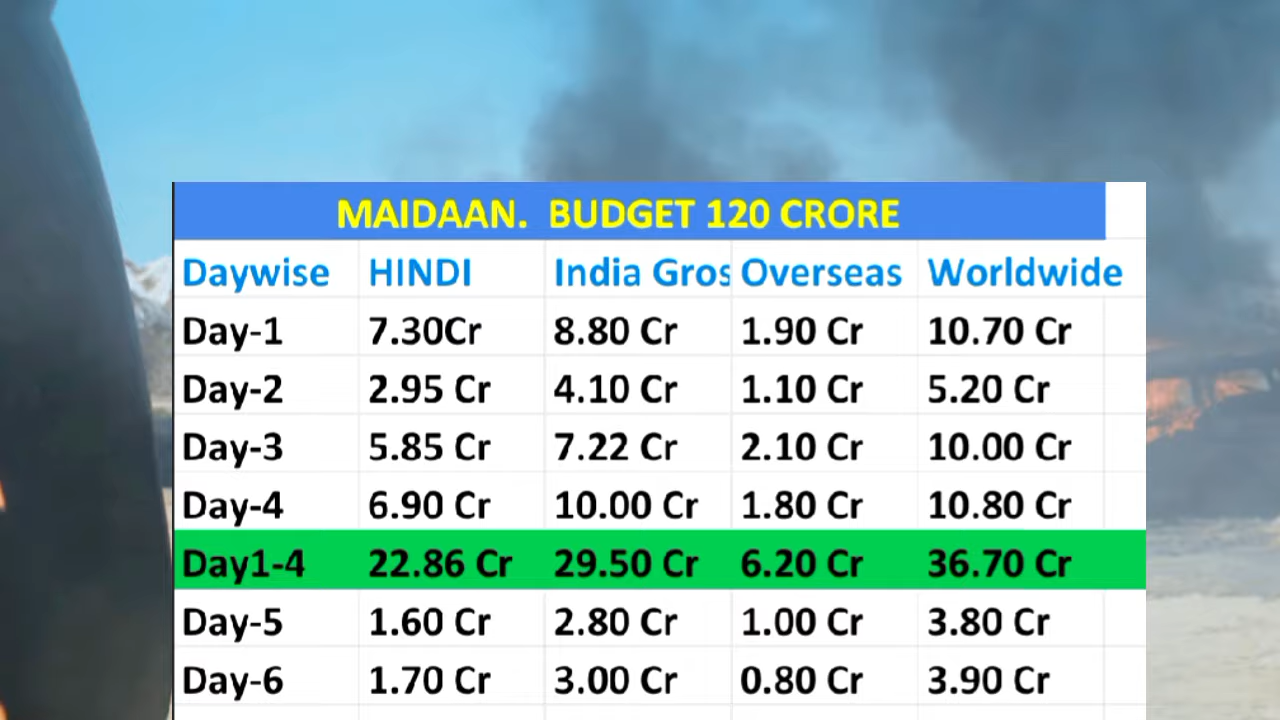 MAIDAAN. BUDGET 120 CRORE
Daywise HINDI India Gros Overseas Worldwide
Day-1 7.30Cr 8.80 Cr 1.90 Cr 10.70 Cr
Day-2 2.95 Cr 4.10 Cr 1.10 Cr 5.20 Cr
Day-3 5.85 Cr 7.22 Cr 2.10 Cr 10.00 Cr
Day-4 6.90 Cr 10.00 Cr 1.80 Cr 10.80 Cr
Day1-4 22.86 Cr 29.50 Cr 6.20 Cr 36.70 Cr
Day-5 1.60 Cr 2.80 Cr 1.00 Cr 3.80 Cr
Day-6 1.70 Cr 3.00 Cr 0.80 Cr 3.90 Cr